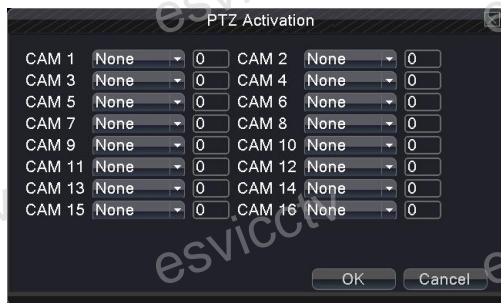 PTZ Activation
CAM 1 None 0 CAM 2 None 0
CAM 3 None 0 CAM 4 None 0
CAM 5 None 0 CAM 6 None 0
CAM 7 None 0 CAM 8 None 0
CAM 9 None 0 CAM 10 None 0
CAM 11 None 0 CAM 12 None 0
CAM 13 None 0 CAM 14 None 0
CAM 15 None 0 CAM 16 None 0
esvicctv
OK Cancel